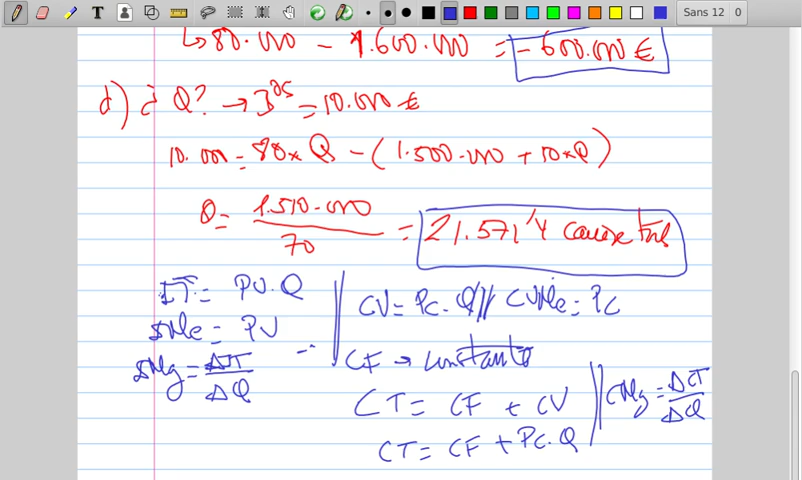 Sans 12 0
↳ 80.000 - 1.600.000 = -600.000 €
d) ¿Q? → 3os = 10.000 €
10.000 = 80 x Q - (1.500.000 + 10 x Q)
Q = 1.510.000 / 70 = 21.571'4
IT = PV.Q CV = PC.Q // CVMe = PC
IMe = PV
IMg = ΔIT / ΔQ CF → constante
CT = CF + CV CMg = ΔCT / ΔQ
CT = CF + PC.Q